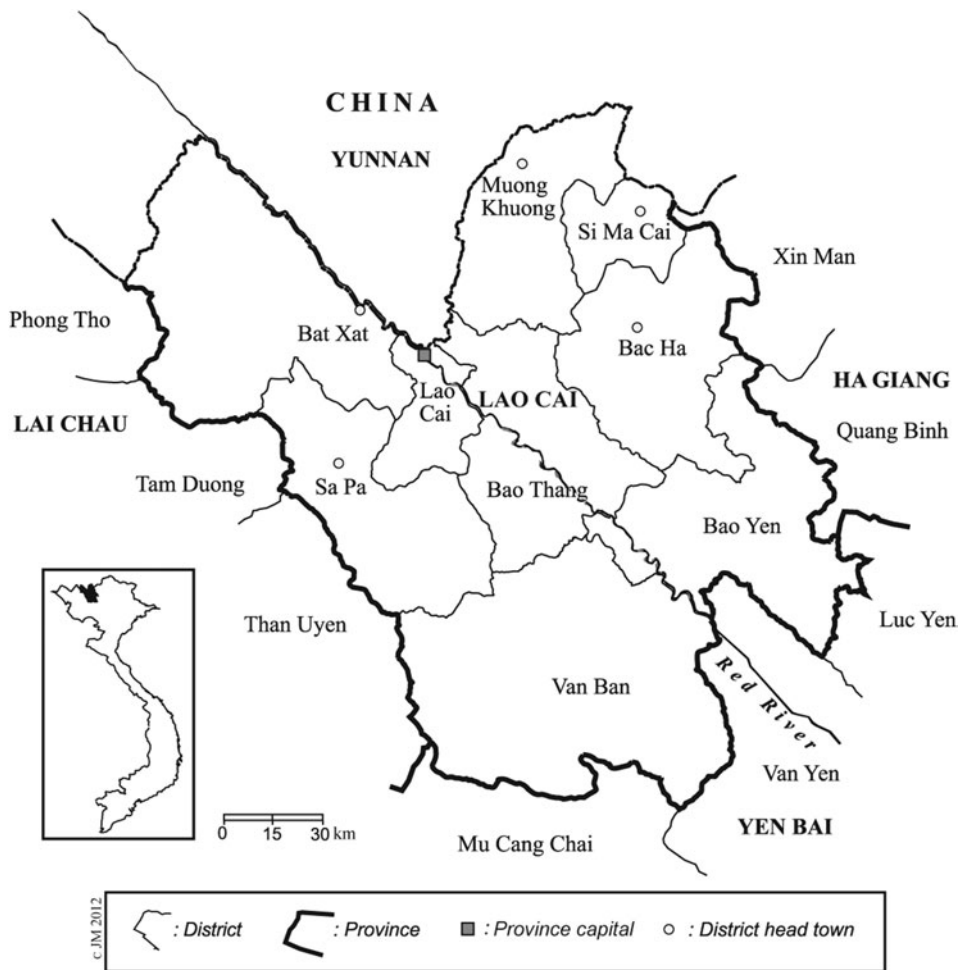 CHINA
YUNNAN
Muong
Khuong
Si Ma Cai
Xin Man
Phong Tho
Bat Xat
Bac Ha
Lao
Cai
LAO CAI
HA GIANG
LAI CHAU
Quang Binh
Tam Duong
Sa Pa
Bao Thang
Bao Yen
Than Uyen
Luc Yen
Van Ban
Red River
Van Yen
0 15 30 km
Mu Cang Chai
YEN BAI
c JM 2012
: District
: Province
: Province capital
: District head town